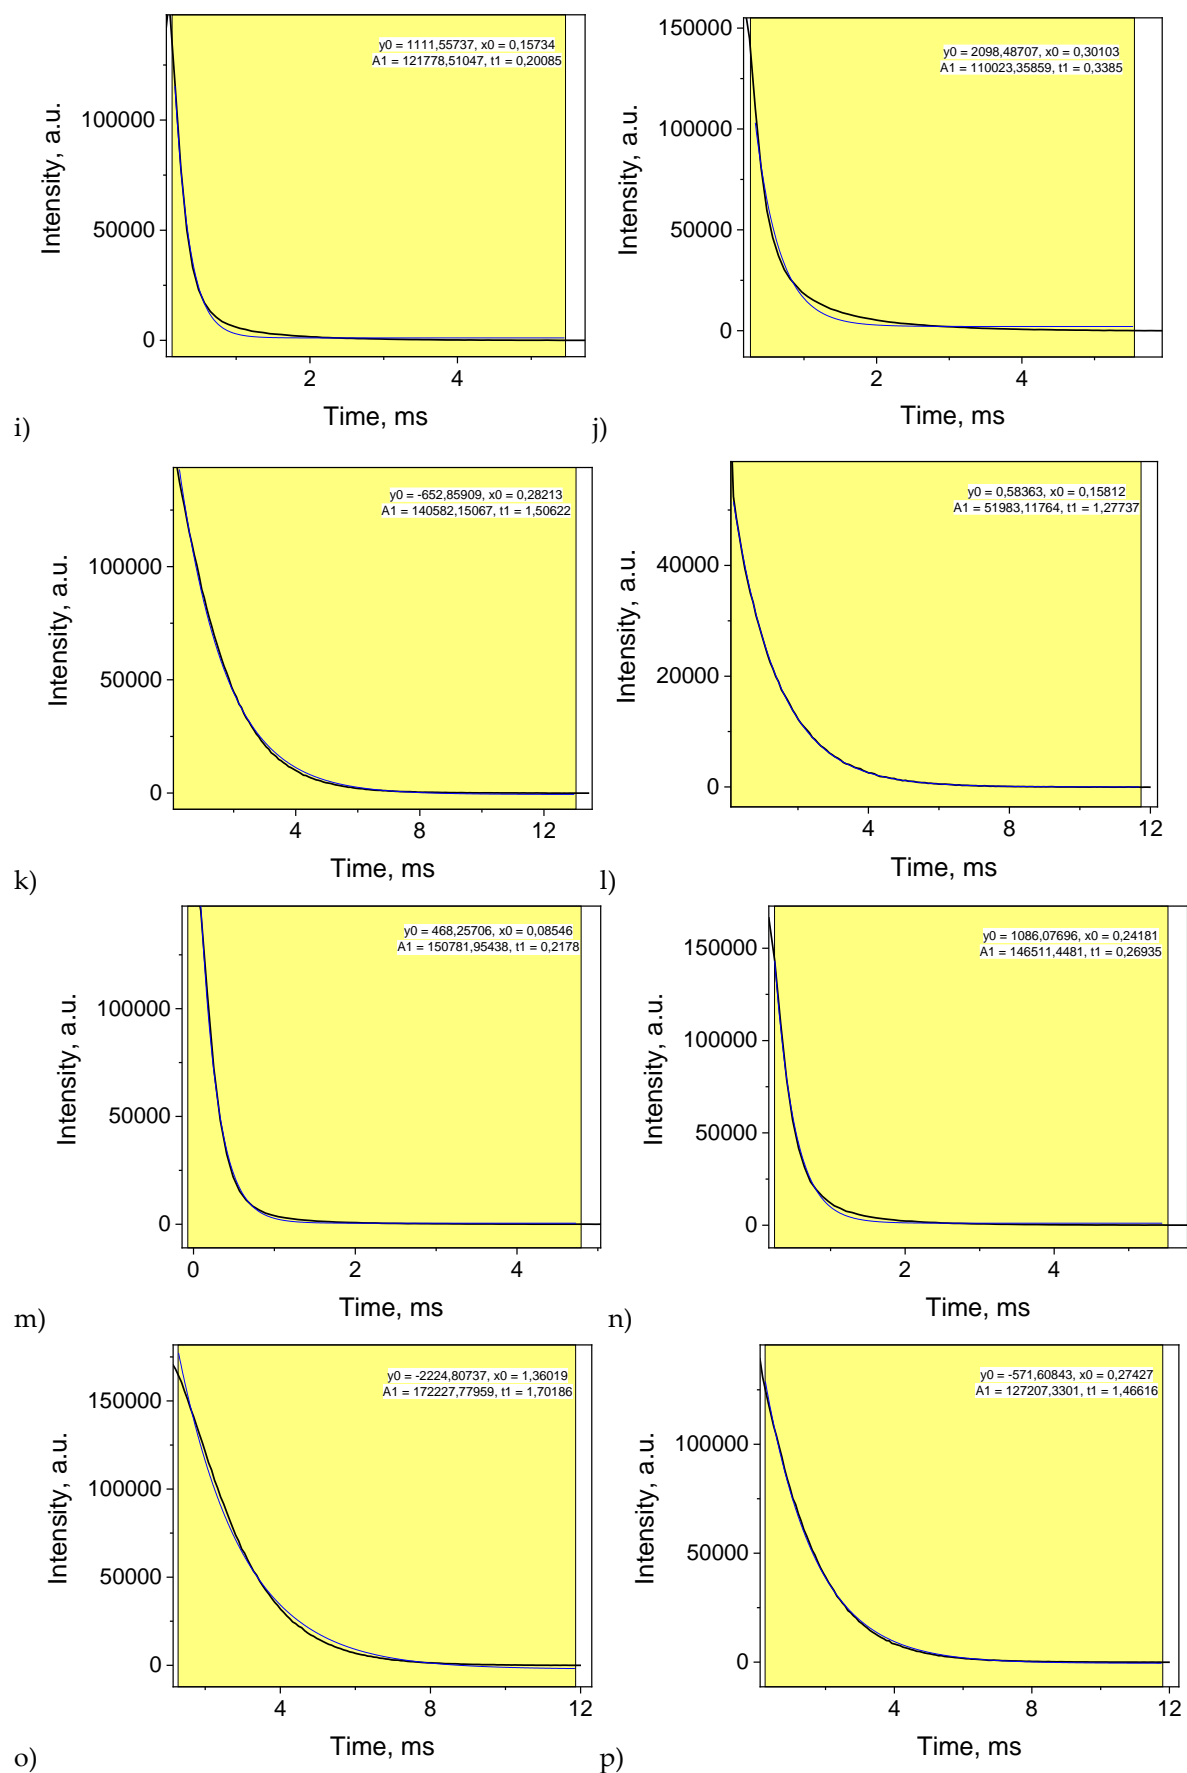 y0 = 1111,55737, x0 = 0,15734
A1 = 121778,51047, t1 = 0,20085
100000
50000
0
2
4
Intensity, a.u.
Time, ms
i)
y0 = 2098,48707, x0 = 0,30103
A1 = 110023,35859, t1 = 0,3385
150000
100000
50000
0
2
4
Intensity, a.u.
Time, ms
j)
y0 = -652,85909, x0 = 0,28213
A1 = 140582,15067, t1 = 1,50622
100000
50000
0
4
8
12
Intensity, a.u.
Time, ms
k)
y0 = 0,58363, x0 = 0,15812
A1 = 51983,11764, t1 = 1,27737
40000
20000
0
4
8
12
Intensity, a.u.
Time, ms
l)
y0 = 468,25706, x0 = 0,08546
A1 = 150781,95438, t1 = 0,2178
100000
50000
0
0
2
4
Intensity, a.u.
Time, ms
m)
y0 = 1086,07696, x0 = 0,24181
A1 = 146511,4481, t1 = 0,26935
150000
100000
50000
0
2
4
Intensity, a.u.
Time, ms
n)
y0 = -2224,80737, x0 = 1,36019
A1 = 172227,77959, t1 = 1,70186
150000
100000
50000
0
4
8
12
Intensity, a.u.
Time, ms
o)
y0 = -571,60843, x0 = 0,27427
A1 = 127207,3301, t1 = 1,46616
100000
50000
0
4
8
12
Intensity, a.u.
Time, ms
p)